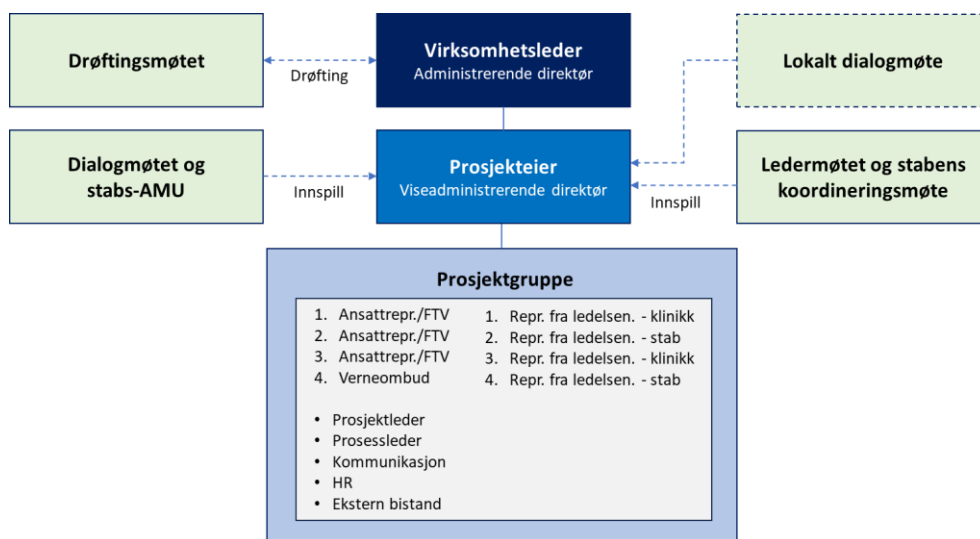 Drøftingsmøtet
Drøfting
Virksomhetsleder
Administrerende direktør
Lokalt dialogmøte
Dialogmøtet og
stabs-AMU
Innspill
Prosjekteier
Viseadministrerende direktør
Innspill
Ledermøtet og stabens
koordineringsmøte
Prosjektgruppe
1. Ansattrepr./FTV
2. Ansattrepr./FTV
3. Ansattrepr./FTV
4. Verneombud
1. Repr. fra ledelsen. - klinikk
2. Repr. fra ledelsen. - stab
3. Repr. fra ledelsen. - klinikk
4. Repr. fra ledelsen. - stab
• Prosjektleder
• Prosessleder
• Kommunikasjon
• HR
• Ekstern bistand